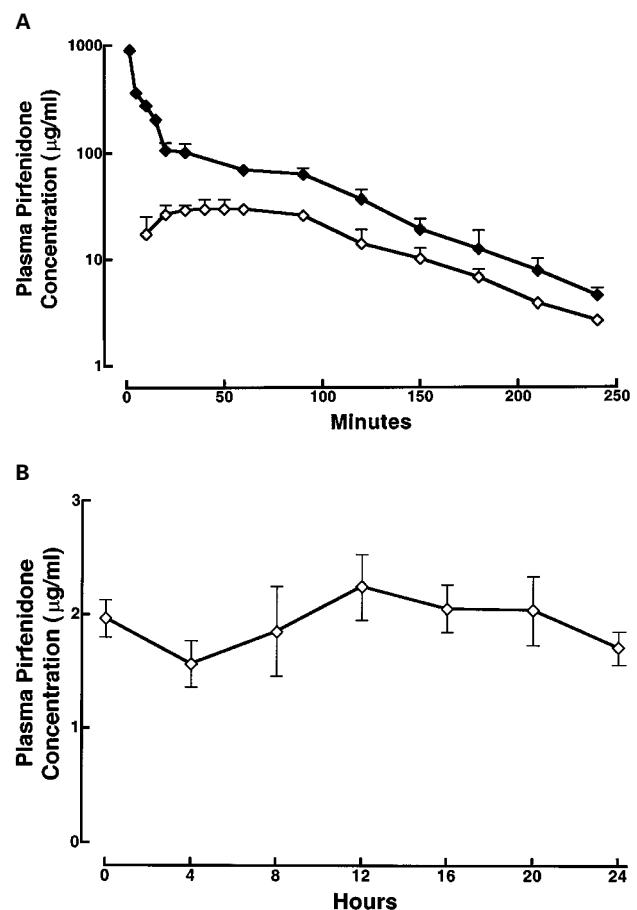 A
Plasma Pirfenidone
Concentration (μg/ml)
1000
100
10
1
0 50 100 150 200 250
Minutes
B
Plasma Pirfenidone
Concentration (μg/ml)
3
2
1
0
0 4 8 12 16 20 24
Hours